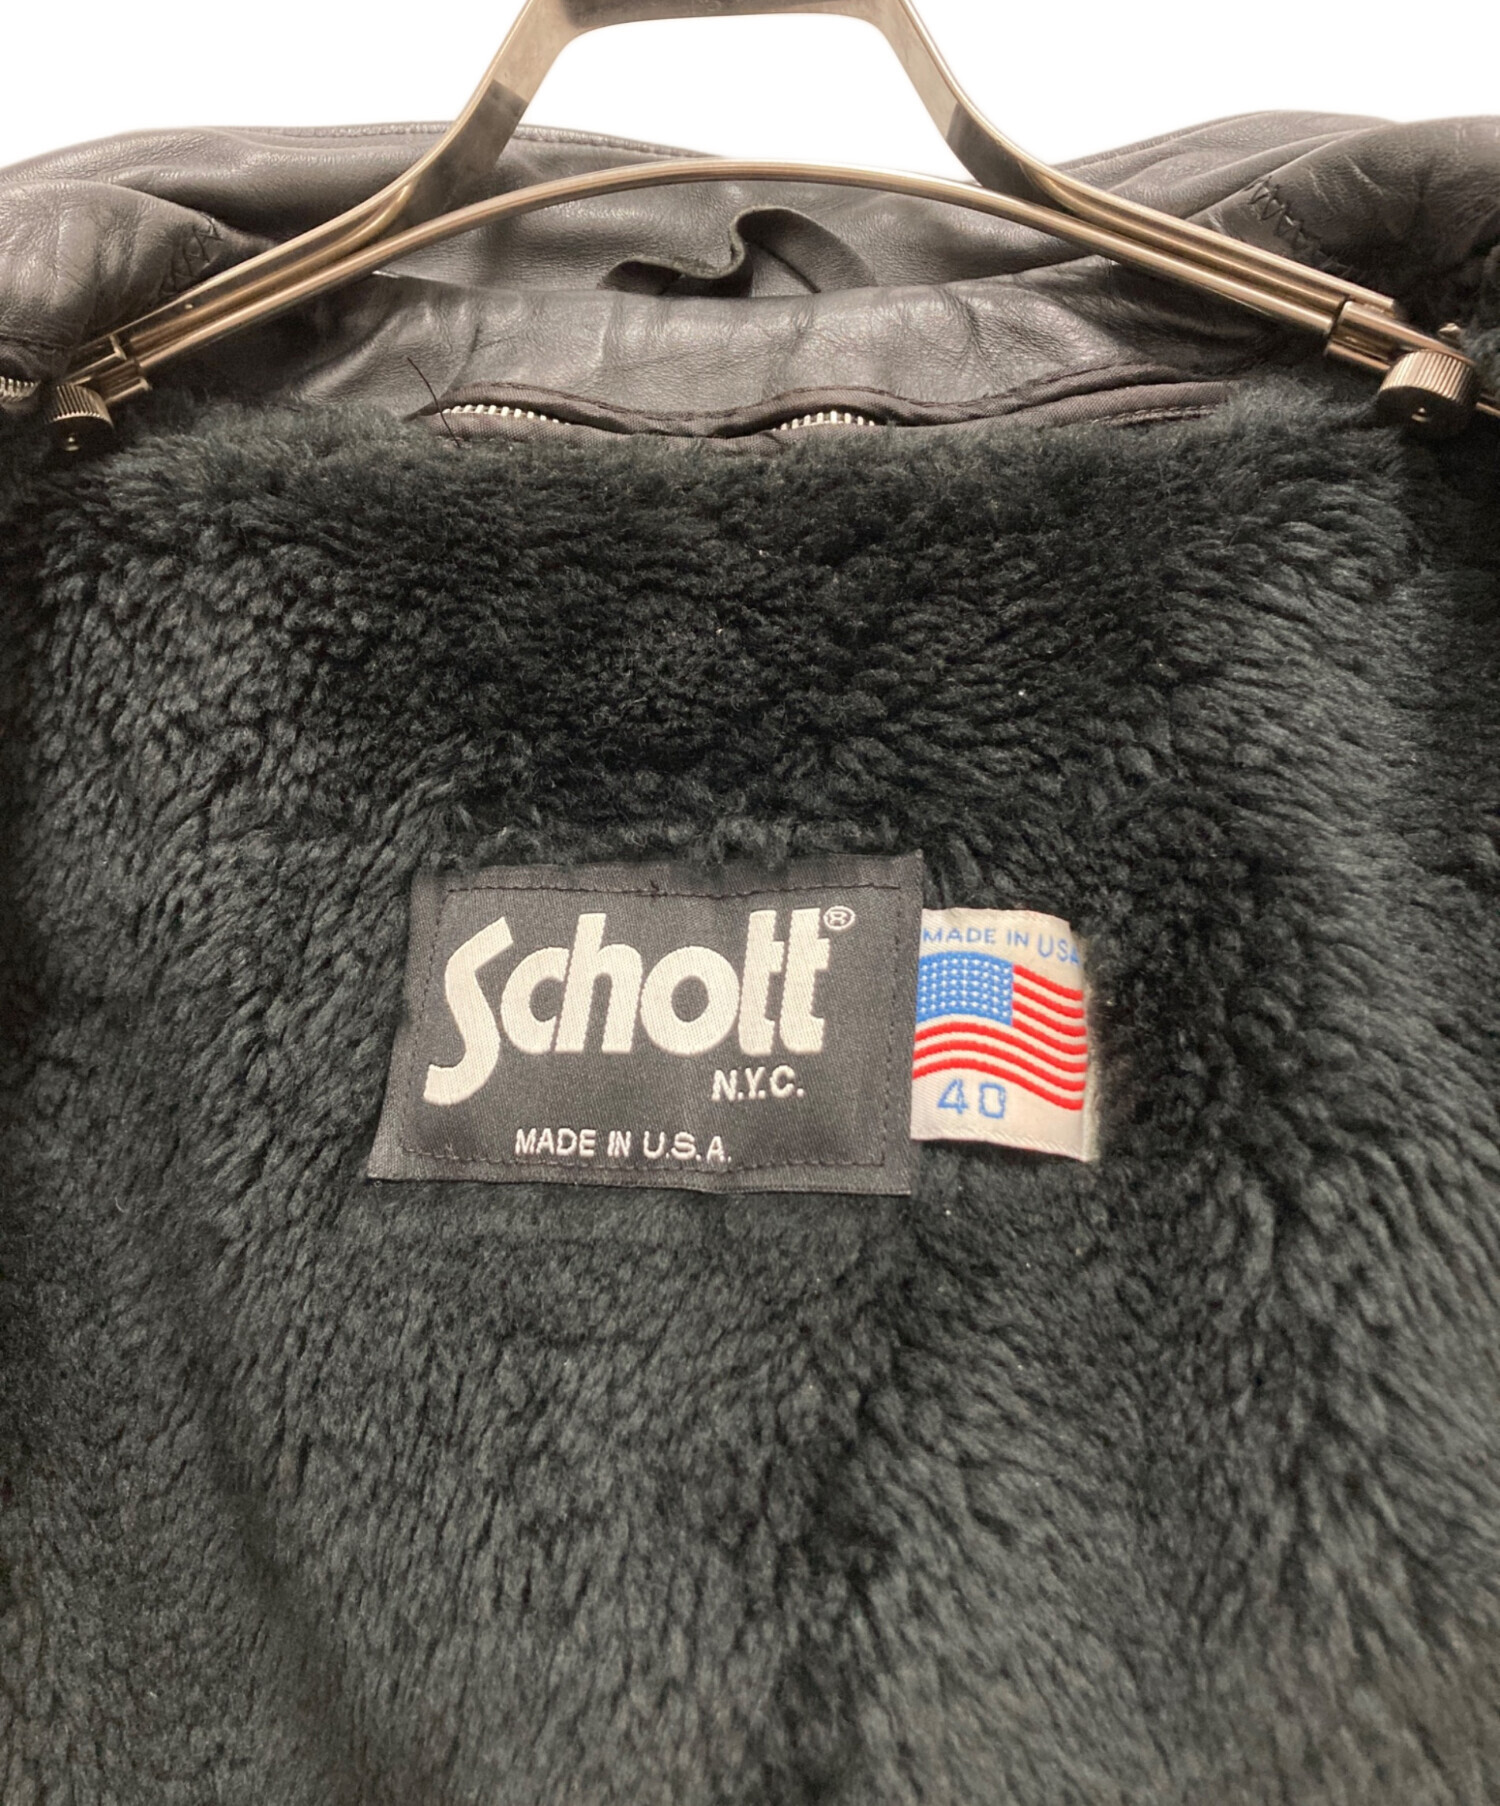 Schott®
N.Y.C.
MADE IN U.S.A.
MADE IN USA
40